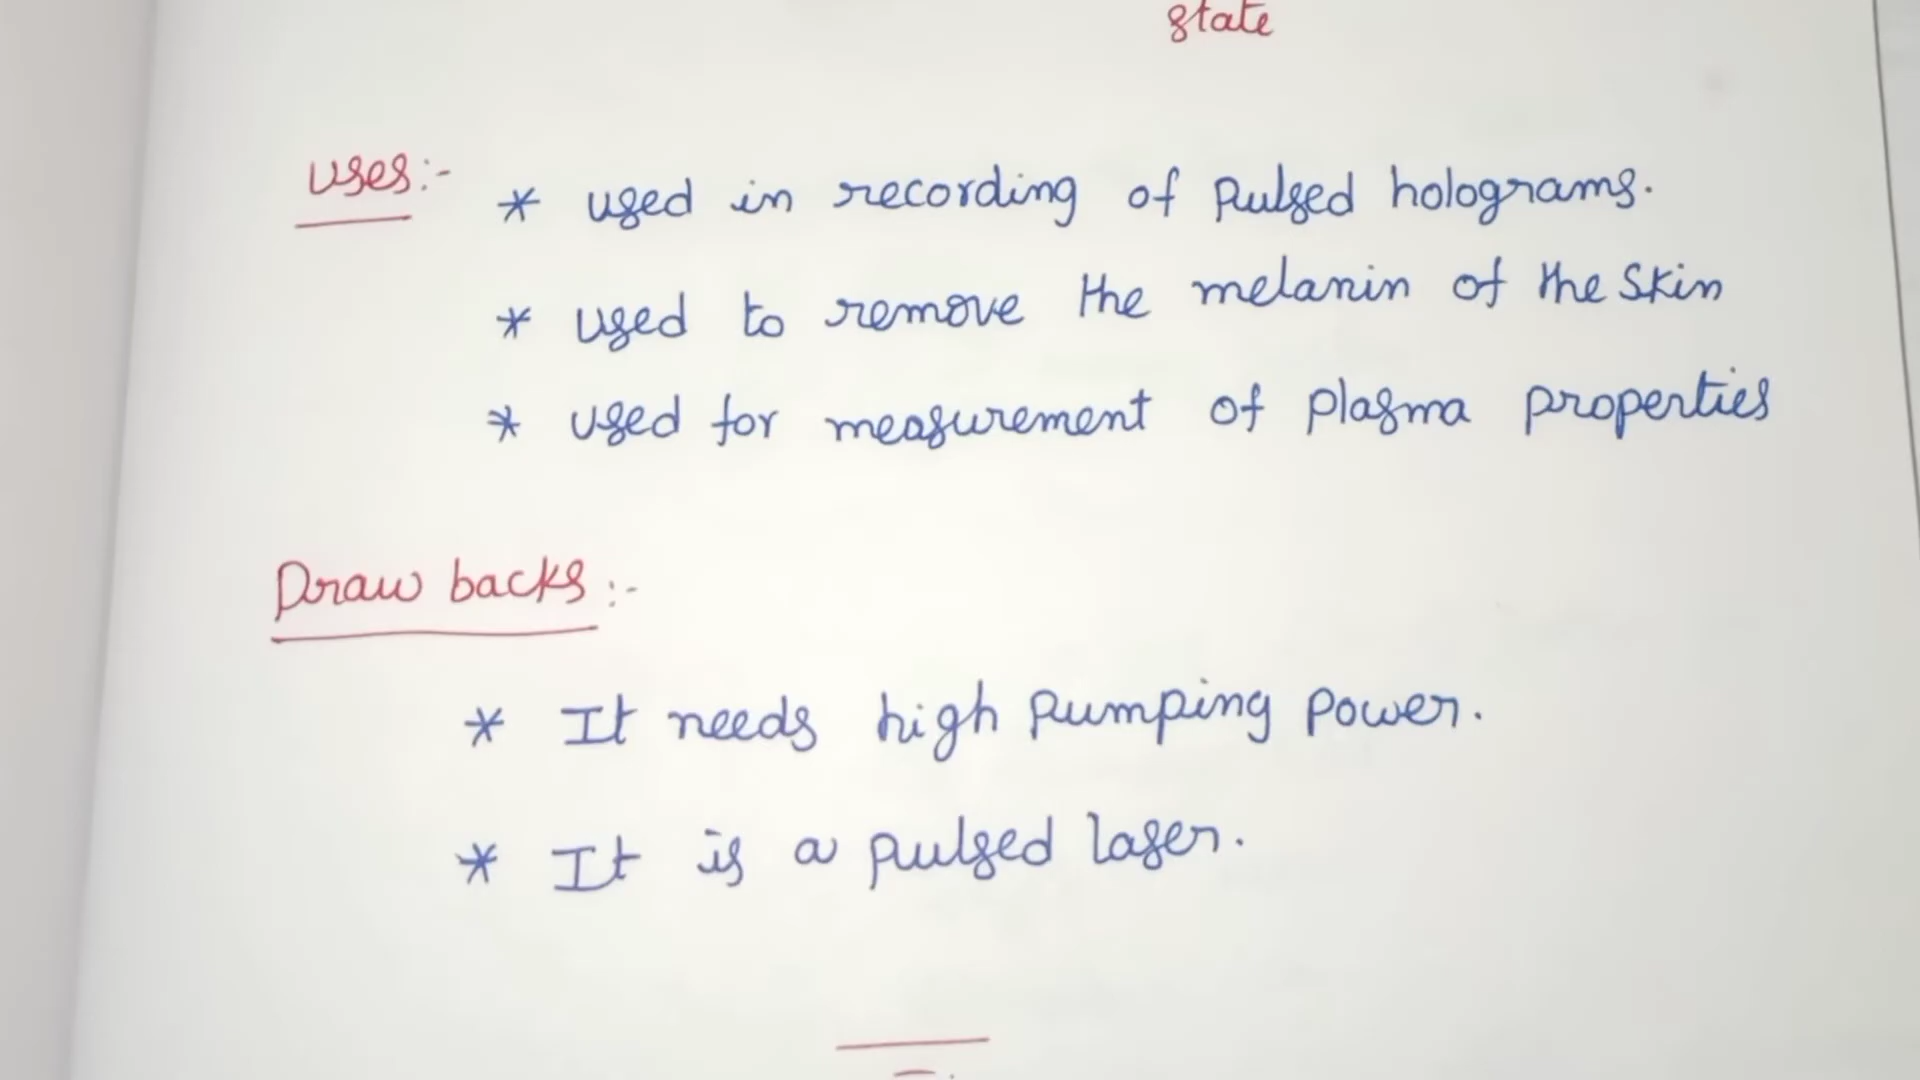 state
uses:-
* used in recording of Pulsed holograms.
* used to remove the melanin of the Skin
* used for measurement of plasma properties
Draw backs:-
* It needs high Pumping Power.
* It is a pulsed laser.